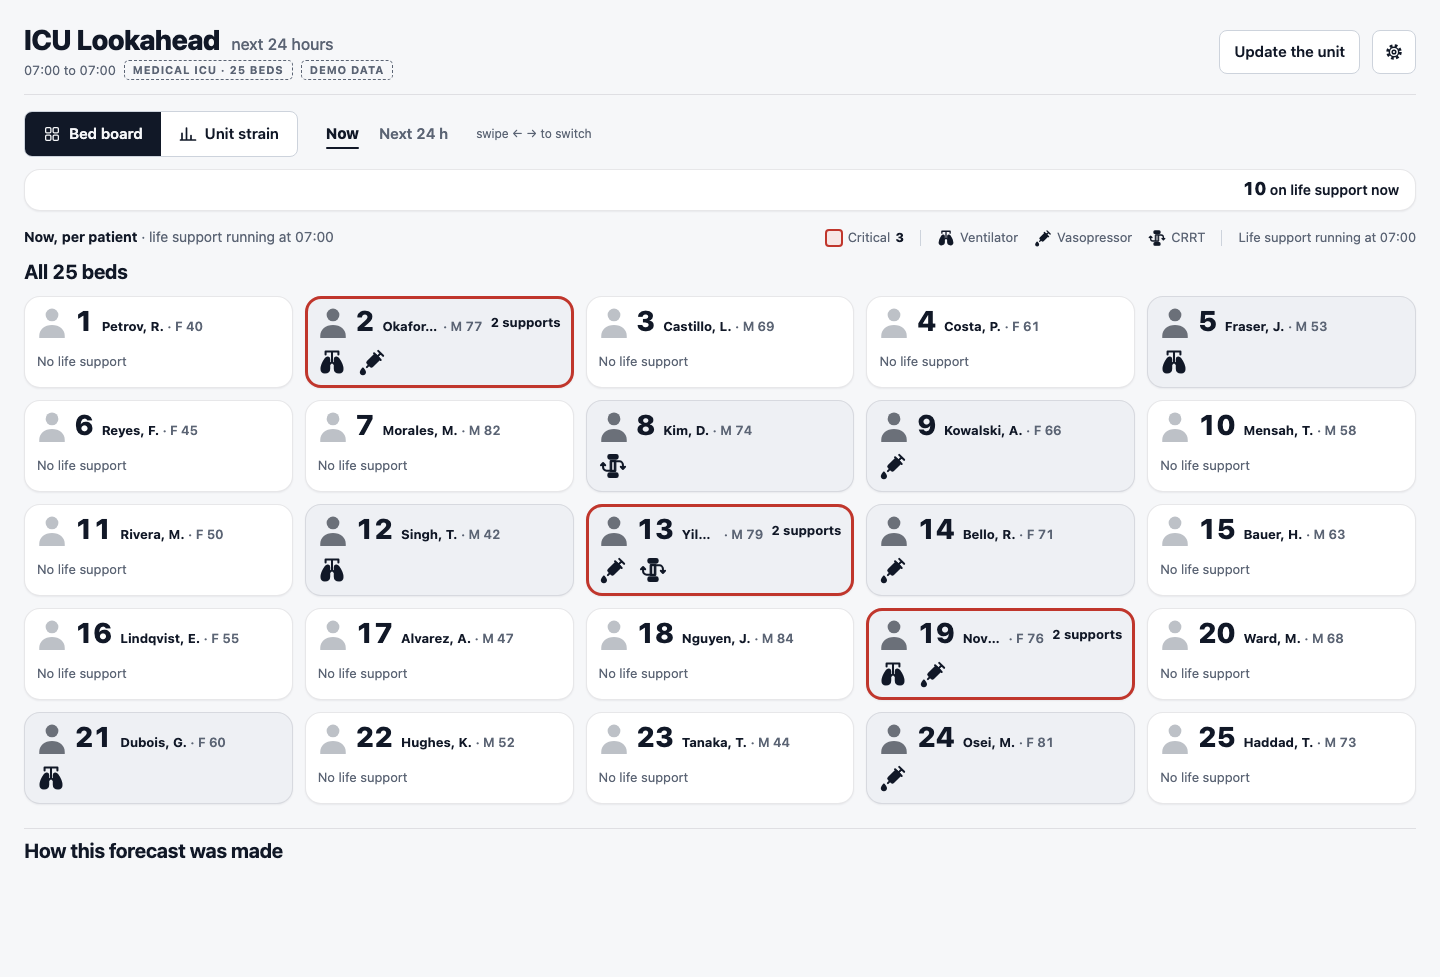 ICU Lookahead next 24 hours
07:00 to 07:00 MEDICAL ICU · 25 BEDS DEMO DATA
Update the unit
Bed board Unit strain Now Next 24 h swipe ← → to switch
10 on life support now
Now, per patient · life support running at 07:00
Critical 3 Ventilator Vasopressor CRRT Life support running at 07:00
All 25 beds
1 Petrov, R. · F 40
No life support
2 Okafor... · M 77 2 supports
3 Castillo, L. · M 69
No life support
4 Costa, P. · F 61
No life support
5 Fraser, J. · M 53
6 Reyes, F. · F 45
No life support
7 Morales, M. · M 82
No life support
8 Kim, D. · M 74
9 Kowalski, A. · F 66
10 Mensah, T. · M 58
No life support
11 Rivera, M. · F 50
No life support
12 Singh, T. · M 42
13 Yil... · M 79 2 supports
14 Bello, R. · F 71
15 Bauer, H. · M 63
No life support
16 Lindqvist, E. · F 55
No life support
17 Alvarez, A. · M 47
No life support
18 Nguyen, J. · M 84
No life support
19 Nov... · F 76 2 supports
20 Ward, M. · M 68
No life support
21 Dubois, G. · F 60
22 Hughes, K. · M 52
No life support
23 Tanaka, T. · M 44
No life support
24 Osei, M. · F 81
25 Haddad, T. · M 73
No life support
How this forecast was made